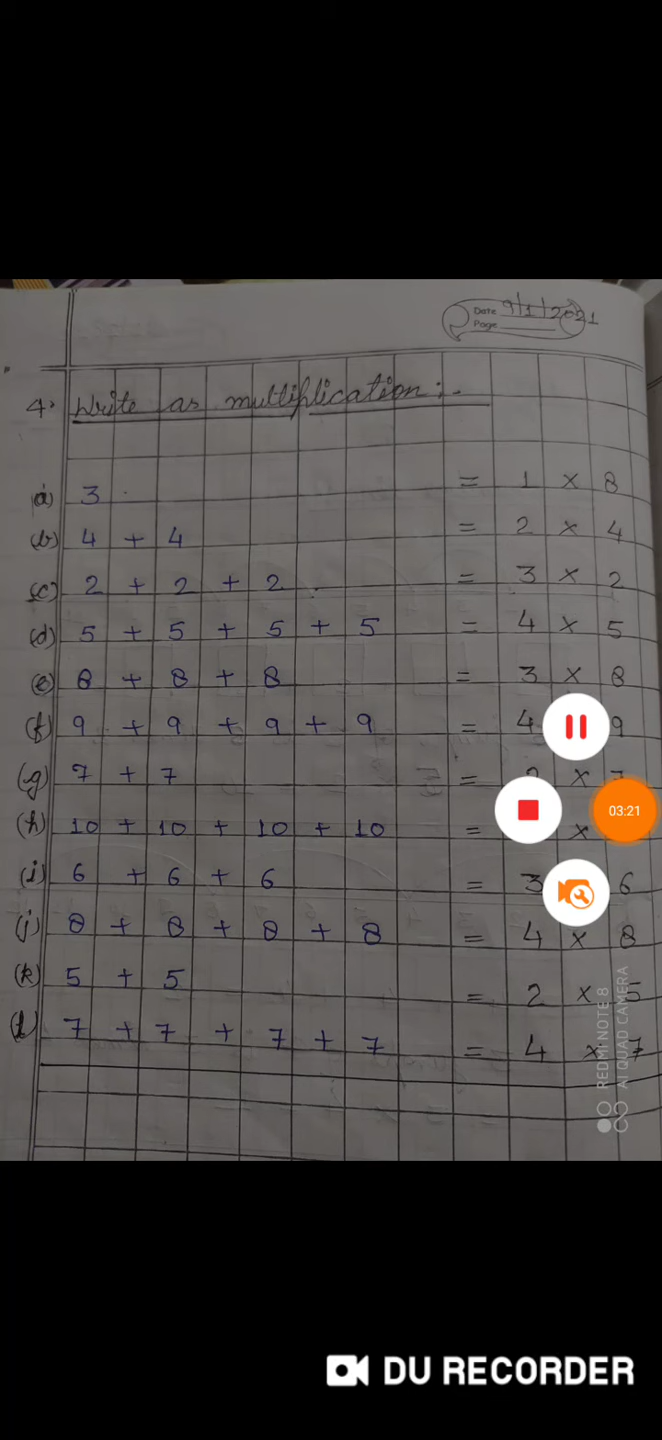 Date 9/1/2021
Page
4. Write as multiplication :-
(a) 3 = 1 × 8
(b) 4 + 4 = 2 × 4
(c) 2 + 2 + 2 = 3 × 2
(d) 5 + 5 + 5 + 5 = 4 × 5
(e) 8 + 8 + 8 = 3 × 8
(f) 9 + 9 + 9 + 9 = 4 9
(g) 7 + 7 = × 7
(h) 10 + 10 + 10 + 10 = ×
03:21
(i) 6 + 6 + 6 = 3 6
(j) 8 + 8 + 8 + 8 = 4 × 8
(k) 5 + 5 = 2 × 5
(l) 7 + 7 + 7 + 7 = 4 × 7
REDMI NOTE 8
AI QUAD CAMERA
DU RECORDER